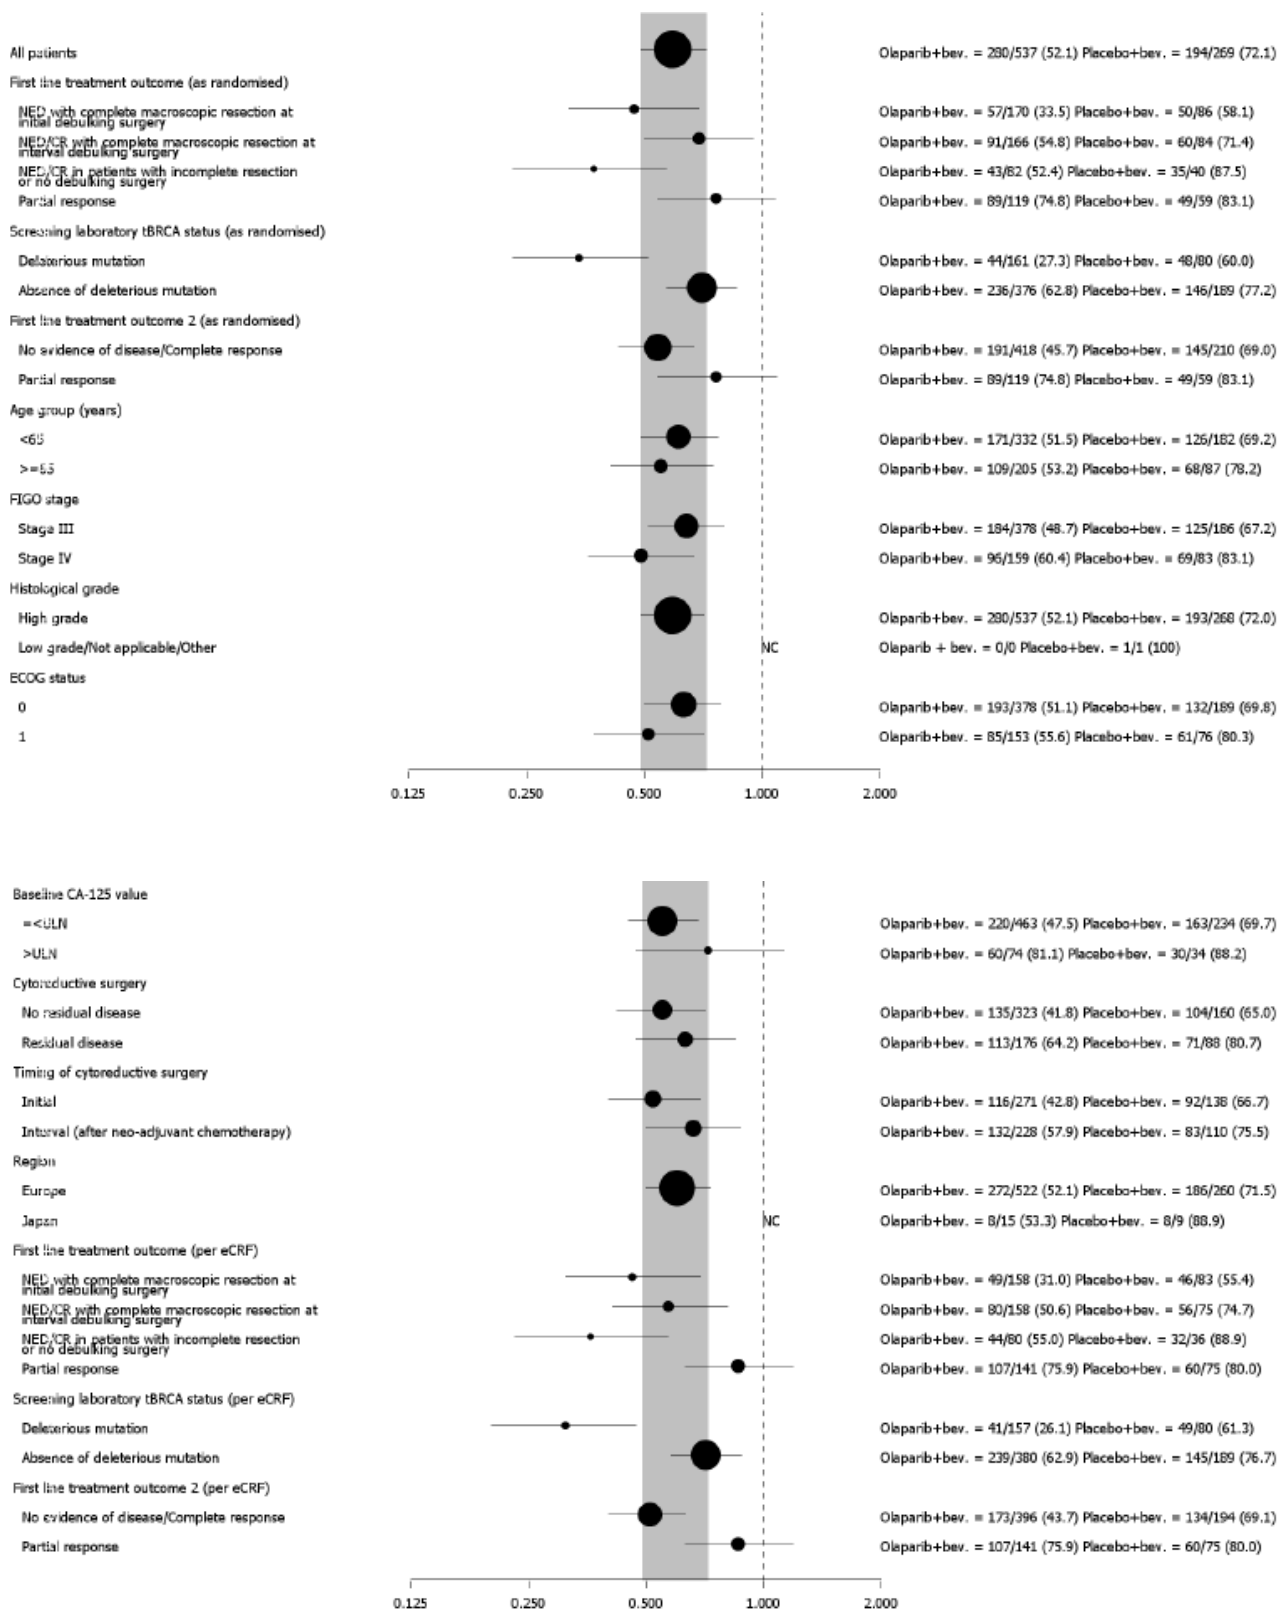 All patients Olaparib+bev. = 280/537 (52.1) Placebo+bev. = 194/269 (72.1)
First line treatment outcome (as randomised)
NED with complete macroscopic resection at
initial debulking surgery Olaparib+bev. = 57/170 (33.5) Placebo+bev. = 50/86 (58.1)
NED/CR with complete macroscopic resection at
interval debulking surgery Olaparib+bev. = 91/166 (54.8) Placebo+bev. = 60/84 (71.4)
NED/CR in patients with incomplete resection
or no debulking surgery Olaparib+bev. = 43/82 (52.4) Placebo+bev. = 35/40 (87.5)
Partial response Olaparib+bev. = 89/119 (74.8) Placebo+bev. = 49/59 (83.1)
Screening laboratory tBRCA status (as randomised)
Deleterious mutation Olaparib+bev. = 44/161 (27.3) Placebo+bev. = 48/80 (60.0)
Absence of deleterious mutation Olaparib+bev. = 236/376 (62.8) Placebo+bev. = 146/189 (77.2)
First line treatment outcome 2 (as randomised)
No evidence of disease/Complete response Olaparib+bev. = 191/418 (45.7) Placebo+bev. = 145/210 (69.0)
Partial response Olaparib+bev. = 89/119 (74.8) Placebo+bev. = 49/59 (83.1)
Age group (years)
<65 Olaparib+bev. = 171/332 (51.5) Placebo+bev. = 126/182 (69.2)
>=65 Olaparib+bev. = 109/205 (53.2) Placebo+bev. = 68/87 (78.2)
FIGO stage
Stage III Olaparib+bev. = 184/378 (48.7) Placebo+bev. = 125/186 (67.2)
Stage IV Olaparib+bev. = 96/159 (60.4) Placebo+bev. = 69/83 (83.1)
Histological grade
High grade Olaparib+bev. = 280/537 (52.1) Placebo+bev. = 193/268 (72.0)
Low grade/Not applicable/Other NC Olaparib + bev. = 0/0 Placebo+bev. = 1/1 (100)
ECOG status
0 Olaparib+bev. = 193/378 (51.1) Placebo+bev. = 132/189 (69.8)
1 Olaparib+bev. = 85/153 (55.6) Placebo+bev. = 61/76 (80.3)
0.125 0.250 0.500 1.000 2.000
Baseline CA-125 value
=<ULN Olaparib+bev. = 220/463 (47.5) Placebo+bev. = 163/234 (69.7)
>ULN Olaparib+bev. = 60/74 (81.1) Placebo+bev. = 30/34 (88.2)
Cytoreductive surgery
No residual disease Olaparib+bev. = 135/323 (41.8) Placebo+bev. = 104/160 (65.0)
Residual disease Olaparib+bev. = 113/176 (64.2) Placebo+bev. = 71/88 (80.7)
Timing of cytoreductive surgery
Initial Olaparib+bev. = 116/271 (42.8) Placebo+bev. = 92/138 (66.7)
Interval (after neo-adjuvant chemotherapy) Olaparib+bev. = 132/228 (57.9) Placebo+bev. = 83/110 (75.5)
Region
Europe Olaparib+bev. = 272/522 (52.1) Placebo+bev. = 186/260 (71.5)
Japan NC Olaparib+bev. = 8/15 (53.3) Placebo+bev. = 8/9 (88.9)
First line treatment outcome (per eCRF)
NED with complete macroscopic resection at
initial debulking surgery Olaparib+bev. = 49/158 (31.0) Placebo+bev. = 46/83 (55.4)
NED/CR with complete macroscopic resection at
interval debulking surgery Olaparib+bev. = 80/158 (50.6) Placebo+bev. = 56/75 (74.7)
NED/CR in patients with incomplete resection
or no debulking surgery Olaparib+bev. = 44/80 (55.0) Placebo+bev. = 32/36 (88.9)
Partial response Olaparib+bev. = 107/141 (75.9) Placebo+bev. = 60/75 (80.0)
Screening laboratory tBRCA status (per eCRF)
Deleterious mutation Olaparib+bev. = 41/157 (26.1) Placebo+bev. = 49/80 (61.3)
Absence of deleterious mutation Olaparib+bev. = 239/380 (62.9) Placebo+bev. = 145/189 (76.7)
First line treatment outcome 2 (per eCRF)
No evidence of disease/Complete response Olaparib+bev. = 173/396 (43.7) Placebo+bev. = 134/194 (69.1)
Partial response Olaparib+bev. = 107/141 (75.9) Placebo+bev. = 60/75 (80.0)
0.125 0.250 0.500 1.000 2.000